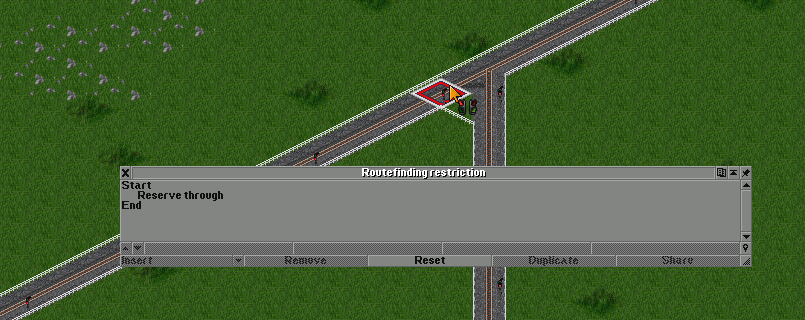 X Routefinding restriction
Start
Reserve through
End
Insert Remove Reset Duplicate Share